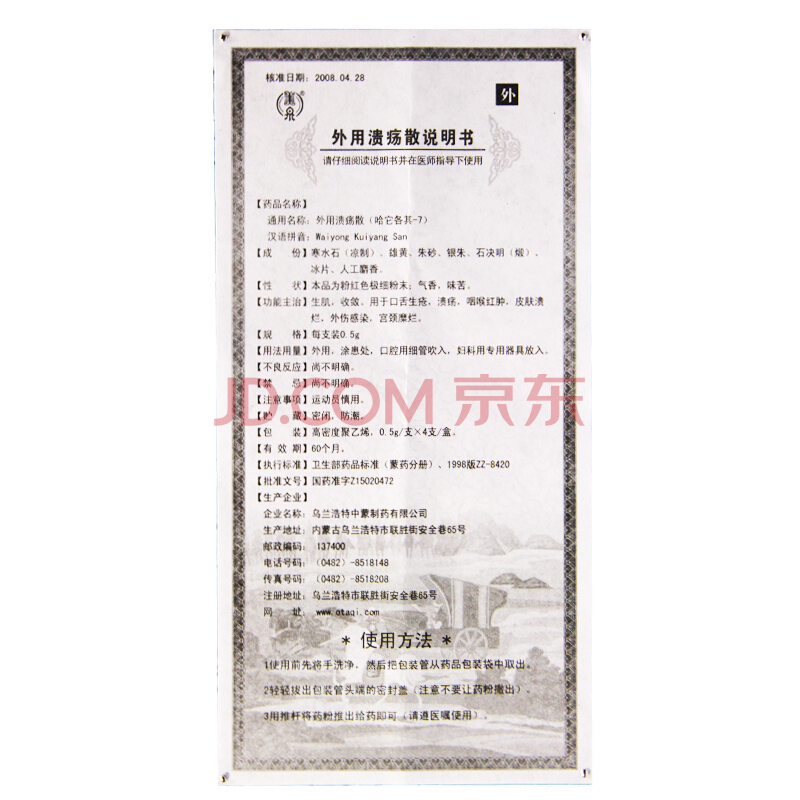 核准日期：2008.04.28
外
蒙泉®
外用溃疡散说明书
请仔细阅读说明书并在医师指导下使用
【药品名称】
通用名称：外用溃疡散（哈它各其-7）
汉语拼音：Waiyong Kuiyang San
【成　份】寒水石（凉制）、雄黄、朱砂、银朱、石决明（煅）、
冰片、人工麝香。
【性　状】本品为粉红色极细粉末；气香，味苦。
【功能主治】生肌，收敛。用于口舌生疮，溃疡，咽喉红肿，皮肤溃
烂，外伤感染，宫颈糜烂。
【规　格】每支装0.5g
【用法用量】外用，涂患处，口腔用细管吹入，妇科用专用器具放入。
【不良反应】尚不明确。
【禁　忌】尚不明确。
【注意事项】运动员慎用。
【贮　藏】密闭，防潮。
【包　装】高密度聚乙烯，0.5g/支×4支/盒。
【有 效 期】60个月。
【执行标准】卫生部药品标准（蒙药分册）、1998版ZZ-8420
【批准文号】国药准字Z15020472
【生产企业】
企业名称：乌兰浩特中蒙制药有限公司
生产地址：内蒙古乌兰浩特市联胜街安全巷65号
邮政编码：137400
电话号码：（0482）-8518148
传真号码：（0482）-8518208
注册地址：乌兰浩特市联胜街安全巷65号
网　址：www.otaqi.com
* 使用方法 *
1使用前先将手洗净，然后把包装管从药品包装袋中取出。
2轻轻拔出包装管头端的密封盖（注意不要让药粉撒出）。
3用推杆将药粉推出给药即可（请遵医嘱使用）。
JD.COM 京东